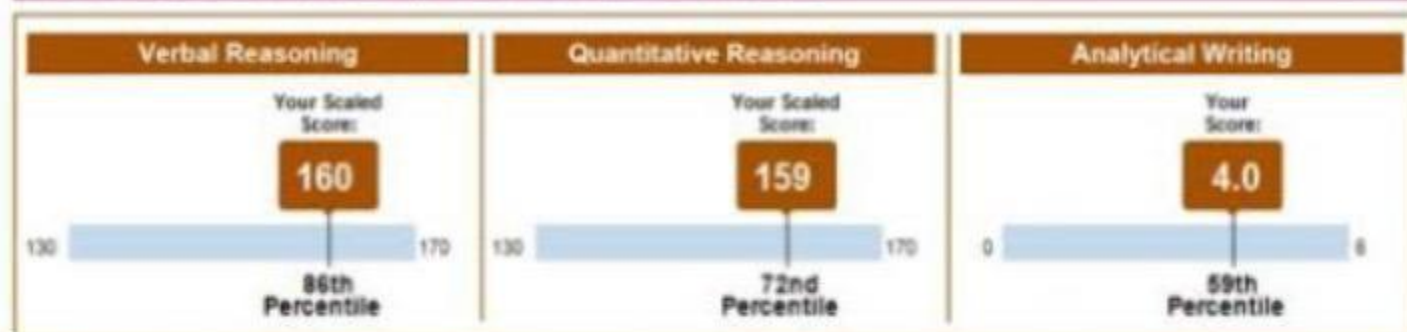 Verbal Reasoning
Your Scaled
Score:
160
130
170
86th
Percentile
Quantitative Reasoning
Your Scaled
Score:
159
130
170
72nd
Percentile
Analytical Writing
Your
Score:
4.0
0
6
59th
Percentile